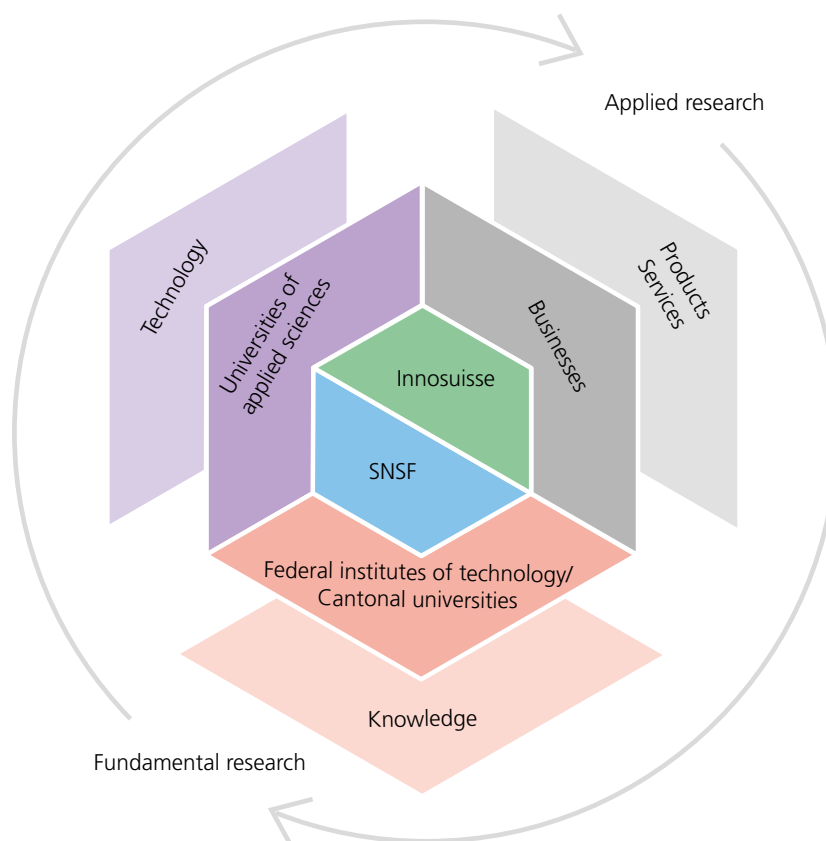 Applied research
Technology
Universities of
applied sciences
Businesses
Products
Services
Innosuisse
SNSF
Federal institutes of technology/
Cantonal universities
Knowledge
Fundamental research